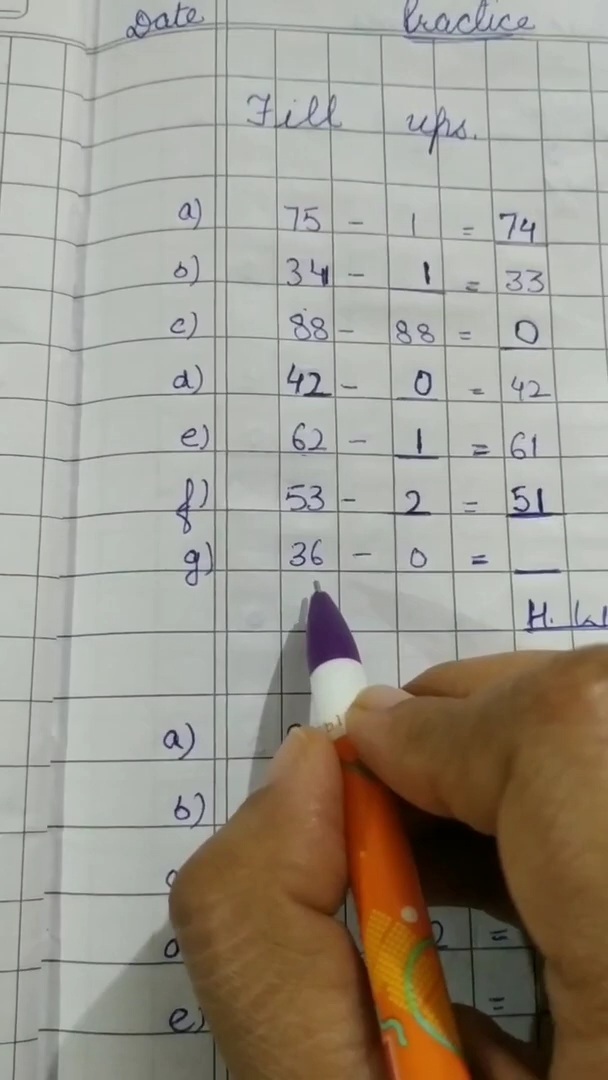 Date Practice
Fill ups.
a) 75 - 1 = 74
b) 34 - 1 = 33
c) 88 - 88 = 0
d) 42 - 0 = 42
e) 62 - 1 = 61
f) 53 - 2 = 51
g) 36 - 0 = __
H. W
a)
b)
=
e) =